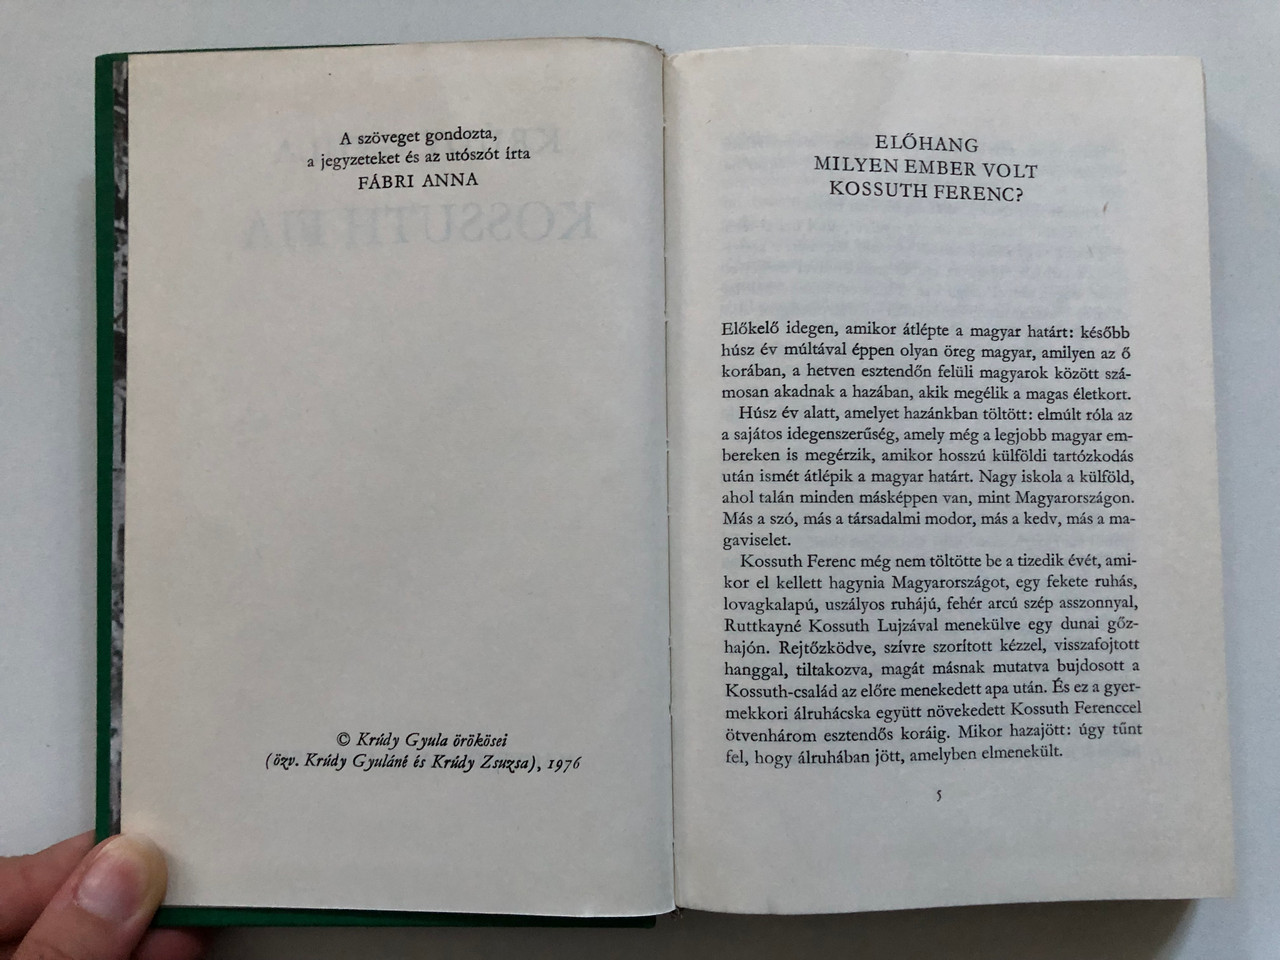 A szöveget gondozta,
a jegyzeteket és az utószót írta
FÁBRI ANNA
© Krúdy Gyula örökösei
(özv. Krúdy Gyuláné és Krúdy Zsuzsa), 1976
ELŐHANG
MILYEN EMBER VOLT
KOSSUTH FERENC?
Előkelő idegen, amikor átlépte a magyar határt: később
húsz év múltával éppen olyan öreg magyar, amilyen az ő
korában, a hetven esztendőn felüli magyarok között szá-
mosan akadnak a hazában, akik megélik a magas életkort.
Húsz év alatt, amelyet hazánkban töltött: elmúlt róla az
a sajátos idegenszerűség, amely még a legjobb magyar em-
bereken is megérzik, amikor hosszú külföldi tartózkodás
után ismét átlépik a magyar határt. Nagy iskola a külföld,
ahol talán minden másképpen van, mint Magyarországon.
Más a szó, más a társadalmi modor, más a kedv, más a ma-
gaviselet.
Kossuth Ferenc még nem töltötte be a tizedik évét, ami-
kor el kellett hagynia Magyarországot, egy fekete ruhás,
lovagkalapú, uszályos ruhájú, fehér arcú szép asszonnyal,
Ruttkayné Kossuth Lujzával menekülve egy dunai gőz-
hajón. Rejtőzködve, szívre szorított kézzel, visszafojtott
hanggal, tiltakozva, magát másnak mutatva bujdosott a
Kossuth-család az előre menekedett apa után. És ez a gyer-
mekkori álruhácska együtt növekedett Kossuth Ferenccel
ötvenhárom esztendős koráig. Mikor hazajött: úgy tűnt
fel, hogy álruhában jött, amelyben elmenekült.
5